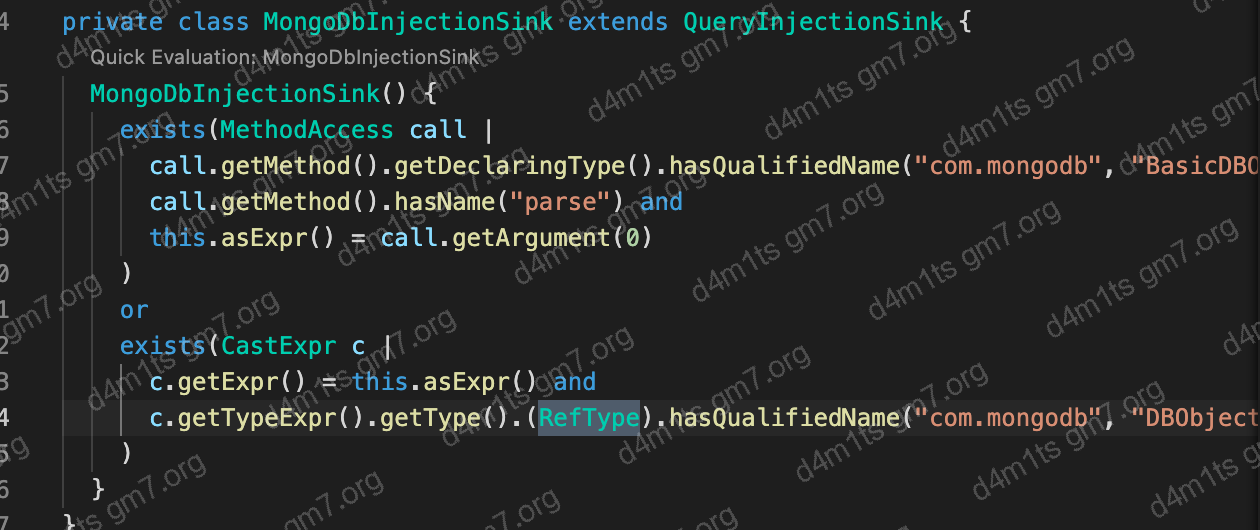 4 private class MongoDbInjectionSink extends QueryInjectionSink {
Quick Evaluation: MongoDbInjectionSink
5 MongoDbInjectionSink() {
6 exists(MethodAccess call |
7 call.getMethod().getDeclaringType().hasQualifiedName("com.mongodb", "BasicDBO
8 call.getMethod().hasName("parse") and
9 this.asExpr() = call.getArgument(0)
0 )
1 or
2 exists(CastExpr c |
3 c.getExpr() = this.asExpr() and
4 c.getTypeExpr().getType().(RefType).hasQualifiedName("com.mongodb", "DBObject
5 )
6 }
7 }
d4m1ts gm7.org